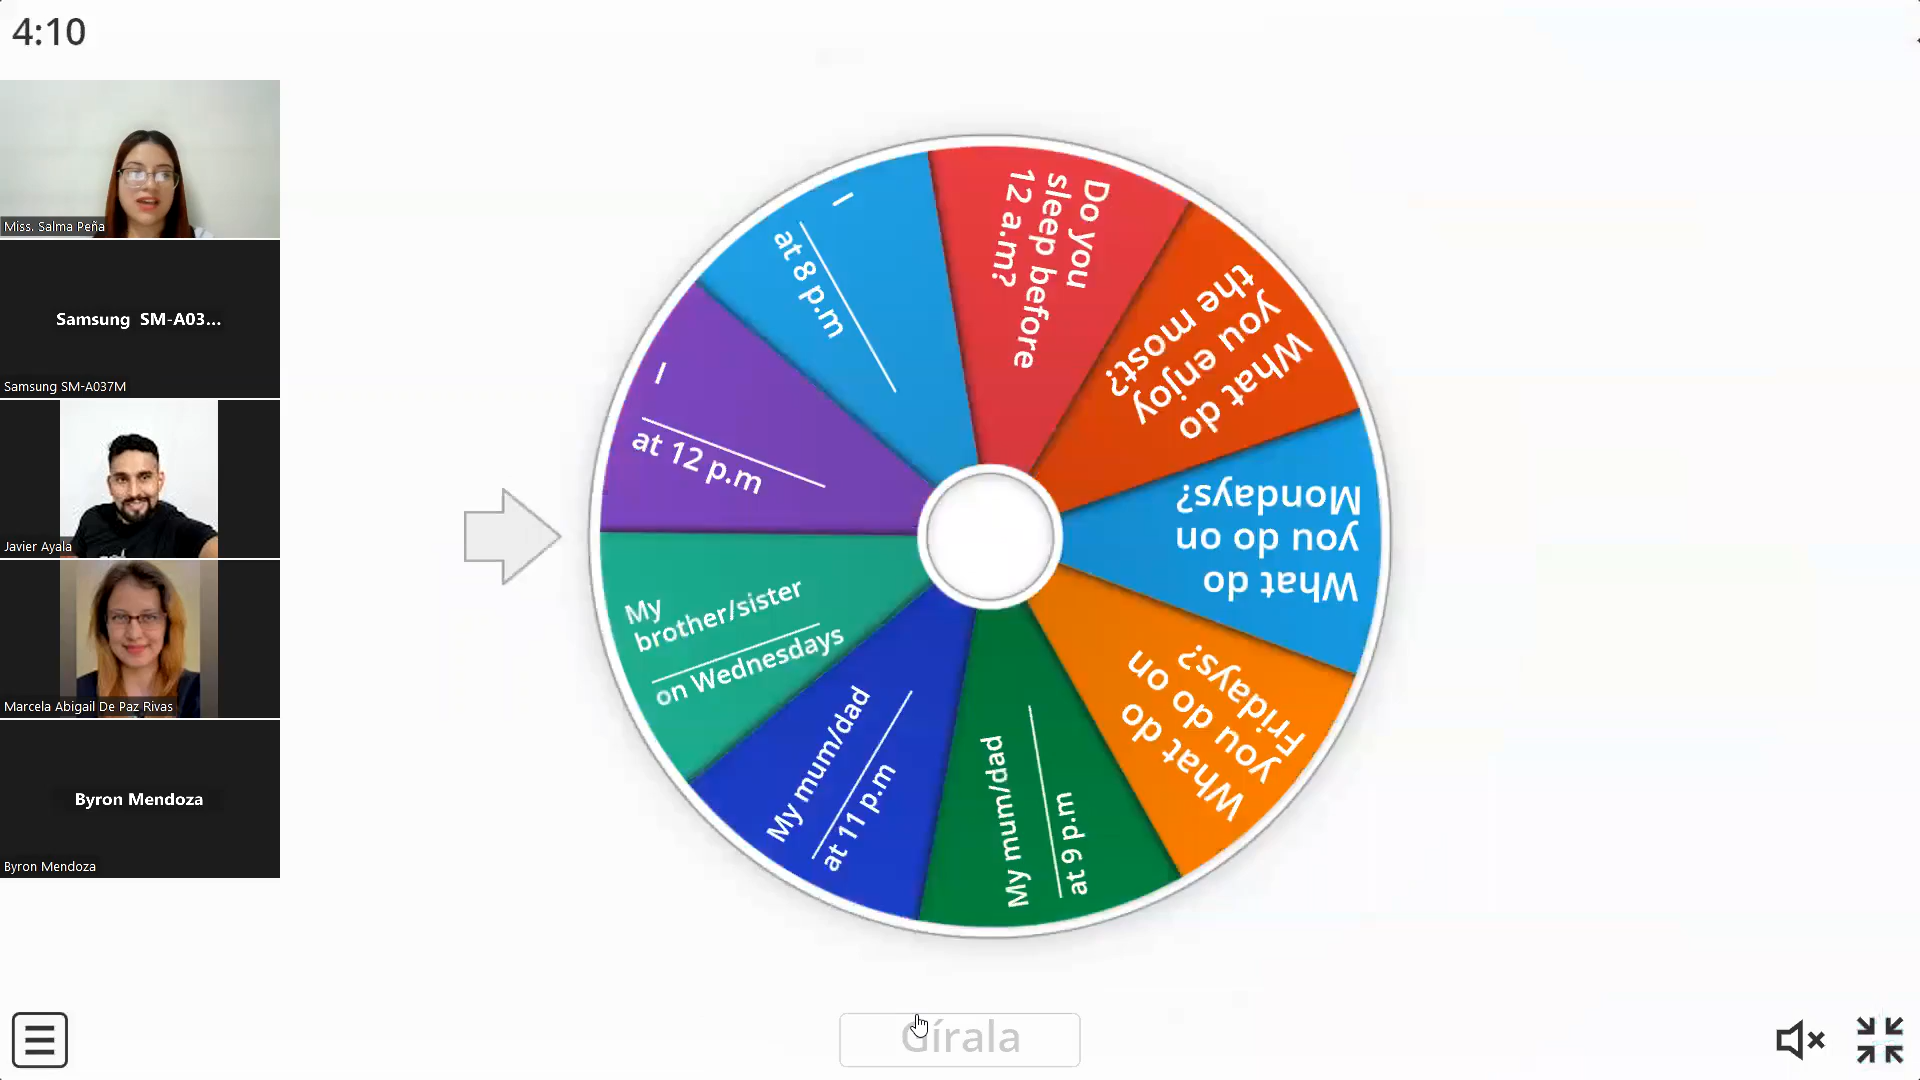 4:10
Miss. Salma Peña
Samsung SM-A03...
Samsung SM-A037M
Javier Ayala
Marcela Abigail De Paz Rivas
Byron Mendoza
Byron Mendoza
Do you
sleep before
12 a.m?
What do
you enjoy
the most?
What do
you do on
Mondays?
What do
you do on
Fridays?
My mum/dad
at 9 p.m
My mum/dad
at 11 p.m
My
brother/sister
on Wednesdays
I
at 12 p.m
I
at 8 p.m
Gírala